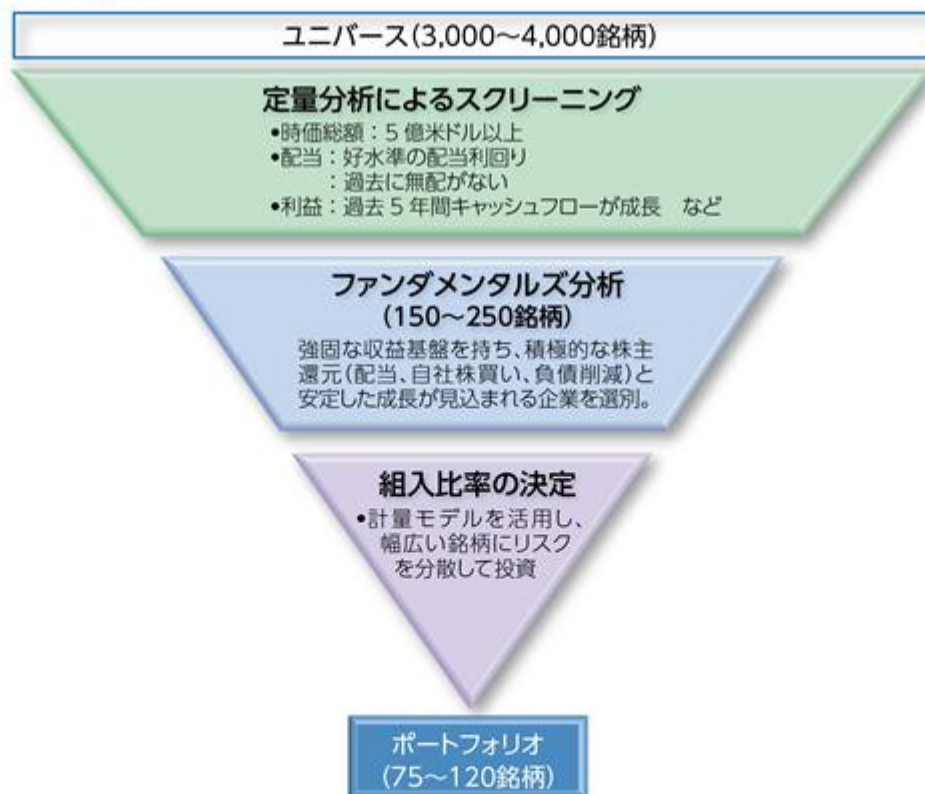 ユニバース(3,000～4,000銘柄)
定量分析によるスクリーニング
•時価総額：5億米ドル以上
•配当：好水準の配当利回り
：過去に無配がない
•利益：過去5年間キャッシュフローが成長　など
ファンダメンタルズ分析
(150～250銘柄)
強固な収益基盤を持ち、積極的な株主
還元(配当、自社株買い、負債削減)と
安定した成長が見込まれる企業を選別。
組入比率の決定
•計量モデルを活用し、
幅広い銘柄にリスク
を分散して投資
ポートフォリオ
(75～120銘柄)